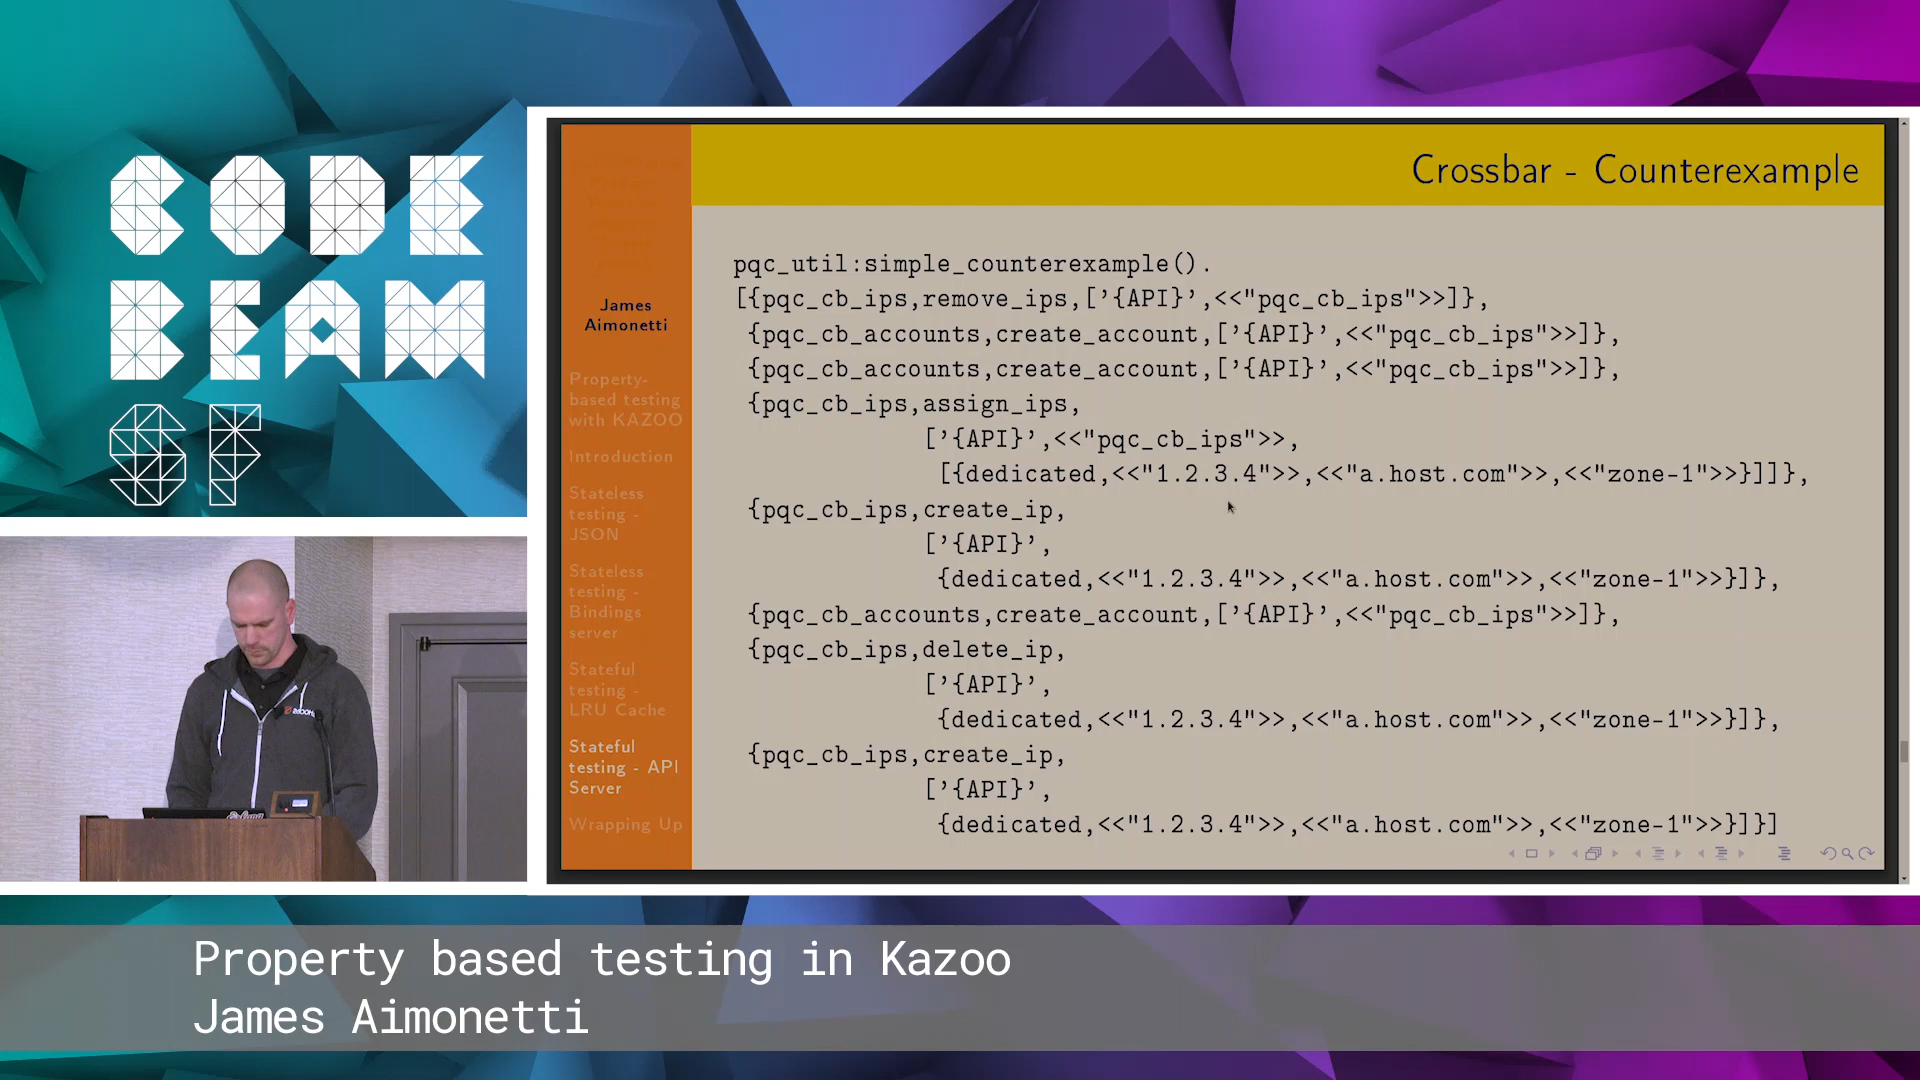 CODE
BEAM
SF
Crossbar - Counterexample
James
Aimonetti
Property-
based testing
with KAZOO
Introduction
Stateless
testing -
JSON
Stateless
testing -
Bindings
server
Stateful
testing -
LRU Cache
Stateful
testing - API
Server
Wrapping Up
pqc_util:simple_counterexample().
[{pqc_cb_ips,remove_ips,['{API}',<<"pqc_cb_ips">>]},
{pqc_cb_accounts,create_account,['{API}',<<"pqc_cb_ips">>]},
{pqc_cb_accounts,create_account,['{API}',<<"pqc_cb_ips">>]},
{pqc_cb_ips,assign_ips,
['{API}',<<"pqc_cb_ips">>,
[{dedicated,<<"1.2.3.4">>,<<"a.host.com">>,<<"zone-1">>}]]},
{pqc_cb_ips,create_ip,
['{API}',
{dedicated,<<"1.2.3.4">>,<<"a.host.com">>,<<"zone-1">>}]},
{pqc_cb_accounts,create_account,['{API}',<<"pqc_cb_ips">>]},
{pqc_cb_ips,delete_ip,
['{API}',
{dedicated,<<"1.2.3.4">>,<<"a.host.com">>,<<"zone-1">>}]},
{pqc_cb_ips,create_ip,
['{API}',
{dedicated,<<"1.2.3.4">>,<<"a.host.com">>,<<"zone-1">>}]}]
Property based testing in Kazoo
James Aimonetti